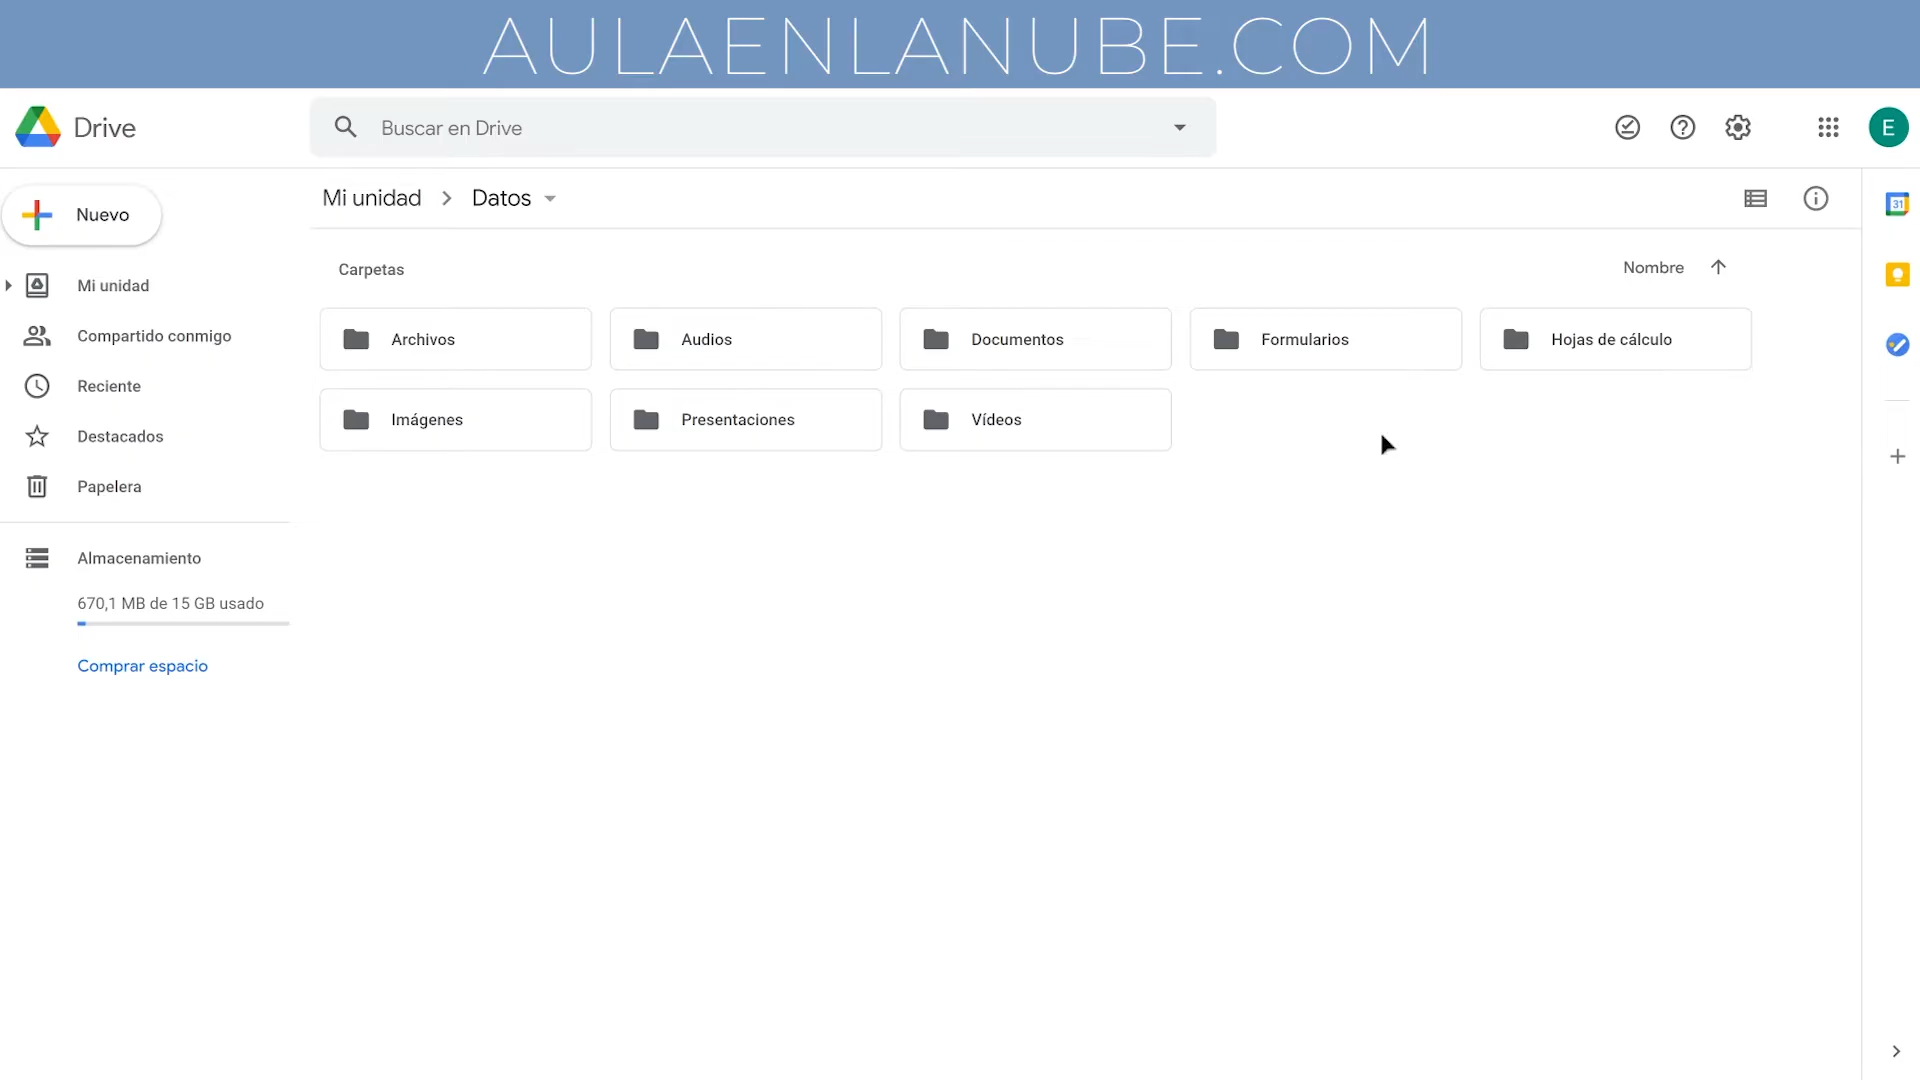 AULAENLANUBE.COM
Drive
Buscar en Drive
E
Nuevo
Mi unidad
Compartido conmigo
Reciente
Destacados
Papelera
Almacenamiento
670,1 MB de 15 GB usado
Comprar espacio
Mi unidad > Datos
Carpetas
Nombre
Archivos
Audios
Documentos
Formularios
Hojas de cálculo
Imágenes
Presentaciones
Vídeos
31